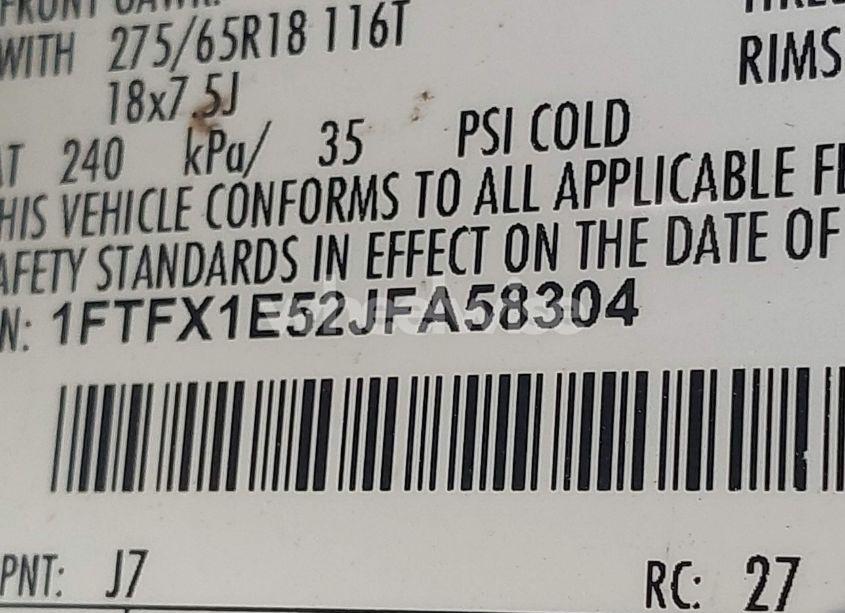 FRONT GAWR:
WITH 275/65R18 116T
RIMS
18x7.5J
AT 240 kPa/ 35 PSI COLD
HIS VEHICLE CONFORMS TO ALL APPLICABLE FE
AFETY STANDARDS IN EFFECT ON THE DATE OF
N: 1FTFX1E52JFA58304
PNT: J7
RC: 27